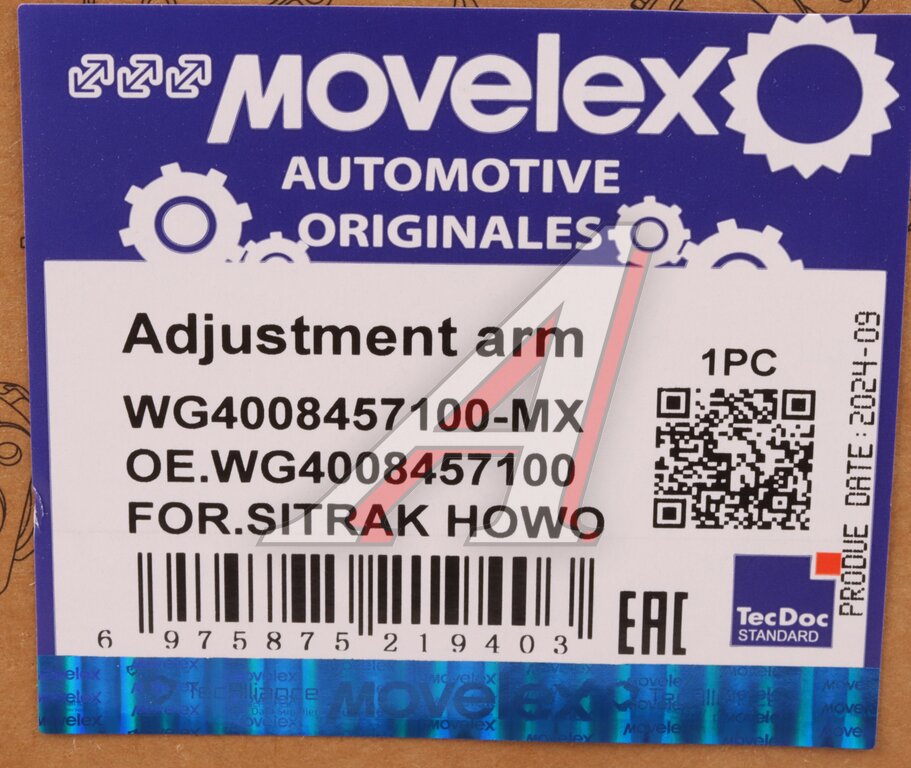 MOVelex
AUTOMOTIVE
ORIGINALES
Adjustment arm
WG4008457100-MX
OE.WG4008457100
FOR.SITRAK HOWO
1PC
PRODUE DATE:2024-09
6 975875 219403
EAC
TecDoc
STANDARD
TecAlliance
MOVelex